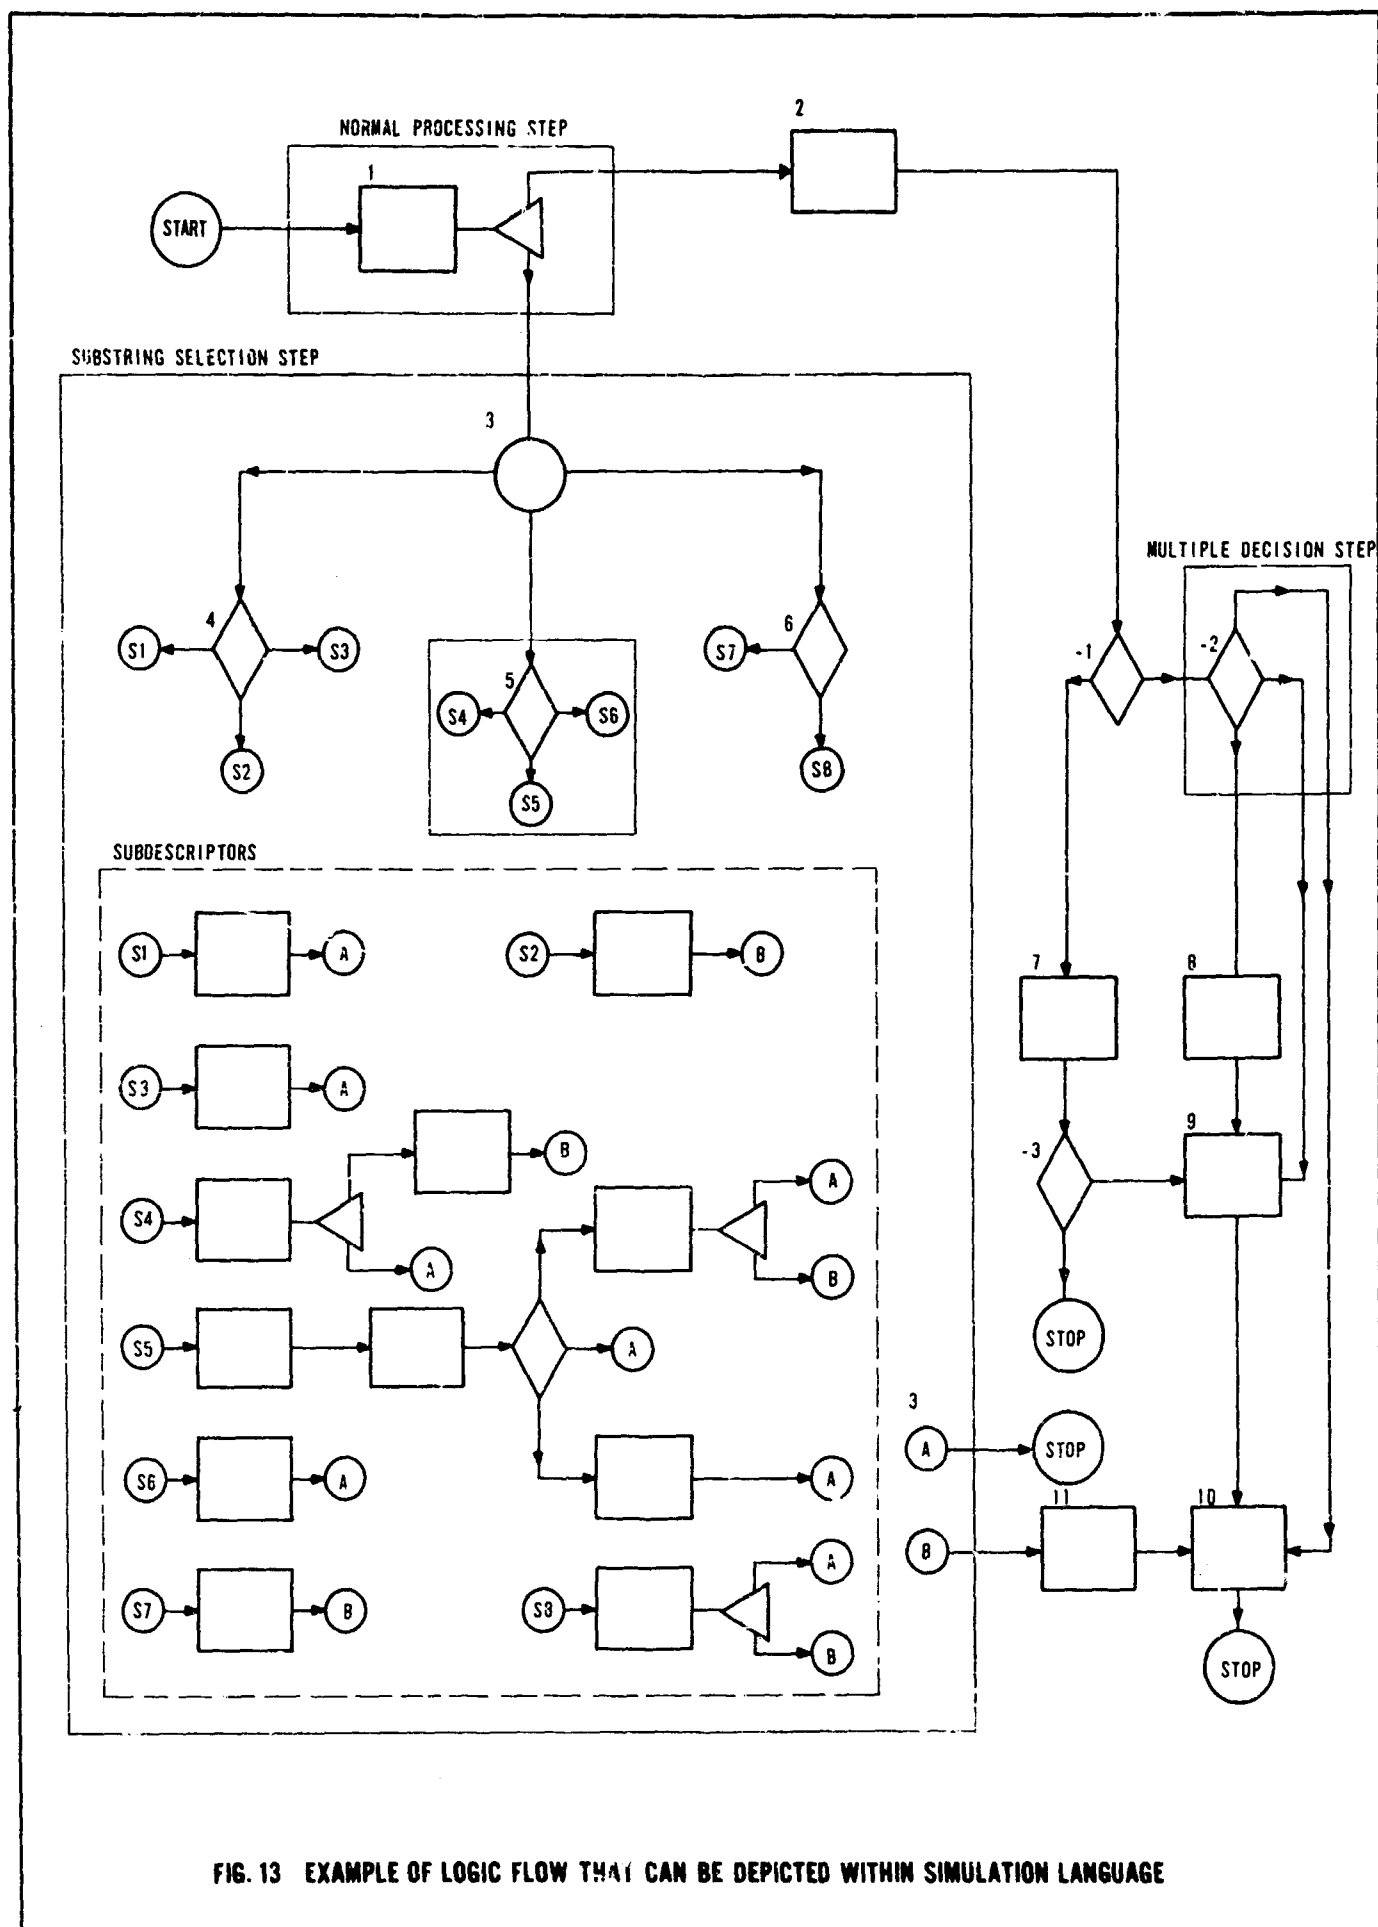 2
NORMAL PROCESSING STEP
1
START
SUBSTRING SELECTION STEP
3
MULTIPLE DECISION STEP
4
S1
S3
S2
5
S4
S6
S5
6
S7
S8
-1
-2
SUBDESCRIPTORS
S1
A
S2
B
7
8
S3
A
B
-3
9
S4
A
A
B
S5
A
STOP
3
A
STOP
S6
A
A
11
10
B
A
S7
B
S8
B
STOP
FIG. 13 EXAMPLE OF LOGIC FLOW THAT CAN BE DEPICTED WITHIN SIMULATION LANGUAGE